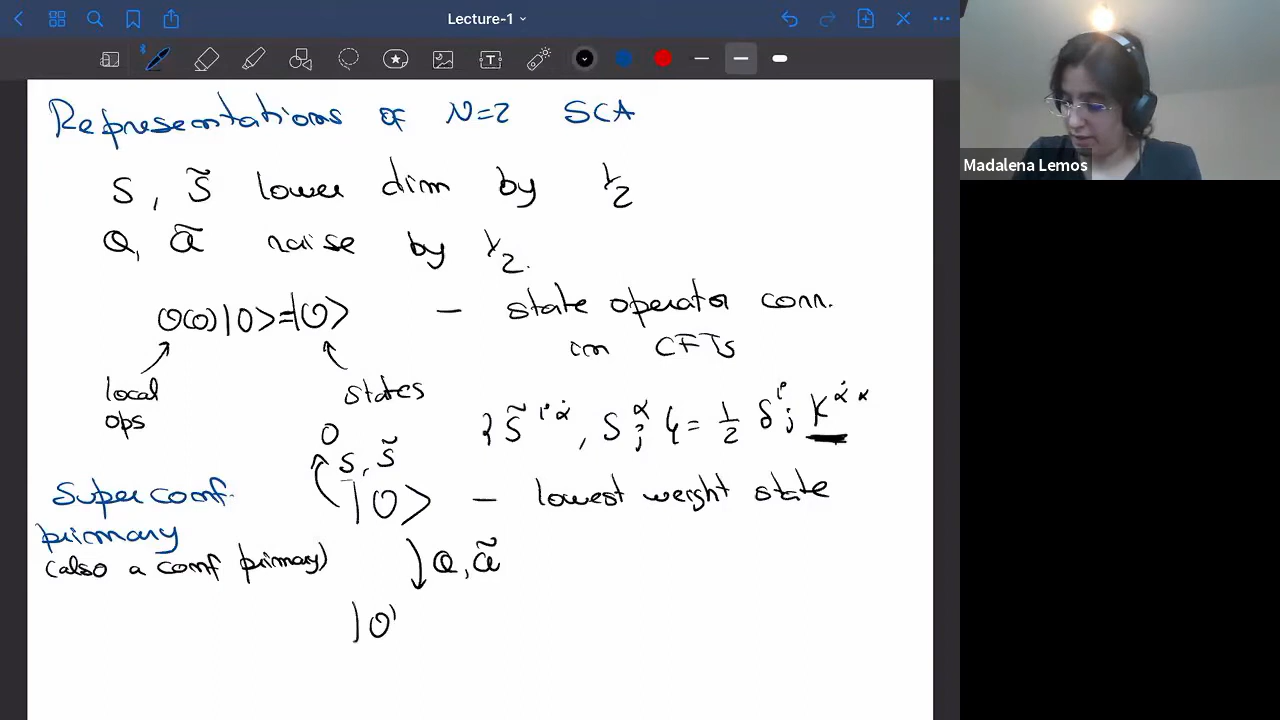 Lecture-1
Madalena Lemos
Representations of N=2 SCA
S, S̃ lower dim by 1/2
Q, Q̃ raise by 1/2.
O(0)|0>=|O> — state operator corr.
in CFTs
local ops
states
{S̃^{iα̇}, S_j^α} = 1/2 δ^i_j K^{α̇α}
0
S, S̃
Superconf. primary
|O> — lowest weight state
(also a conf primary)
Q, Q̃
|O'